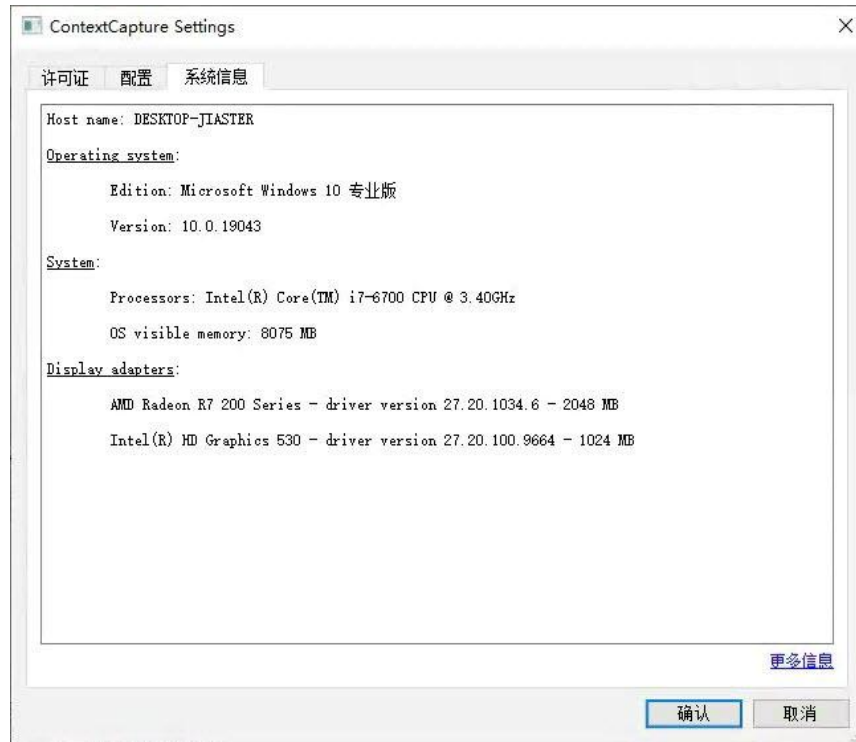 ContextCapture Settings
许可证 配置 系统信息
Host name: DESKTOP-JIASTER
Operating system:
Edition: Microsoft Windows 10 专业版
Version: 10.0.19043
System:
Processors: Intel(R) Core(TM) i7-6700 CPU @ 3.40GHz
OS visible memory: 8075 MB
Display adapters:
AMD Radeon R7 200 Series - driver version 27.20.1034.6 - 2048 MB
Intel(R) HD Graphics 530 - driver version 27.20.100.9664 - 1024 MB
更多信息
确认 取消